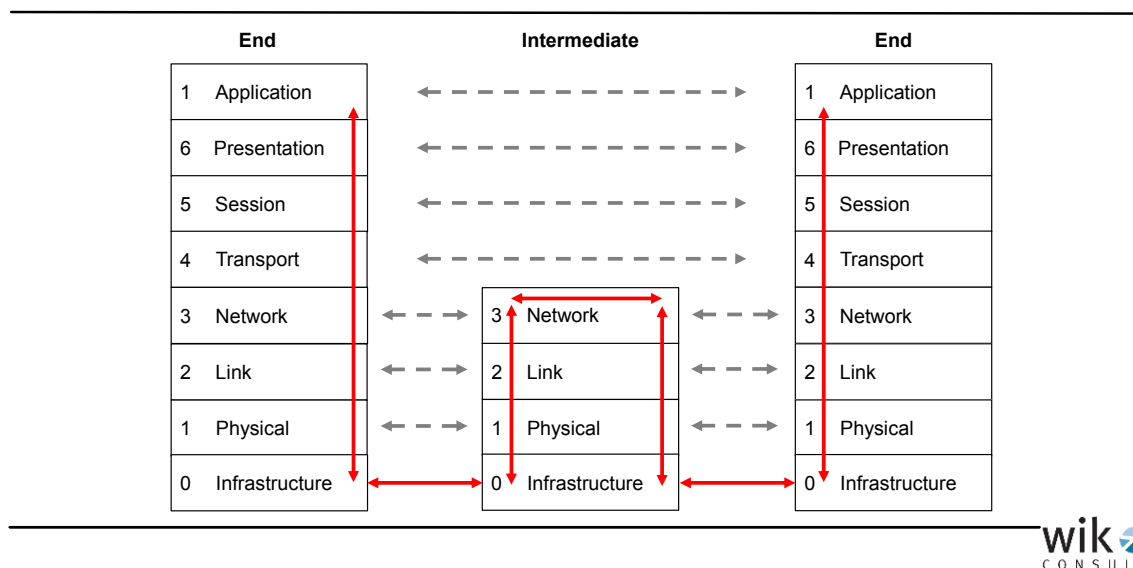 End Intermediate End
1 Application 1 Application
6 Presentation 6 Presentation
5 Session 5 Session
4 Transport 4 Transport
3 Network 3 Network 3 Network
2 Link 2 Link 2 Link
1 Physical 1 Physical 1 Physical
0 Infrastructure 0 Infrastructure 0 Infrastructure
wik